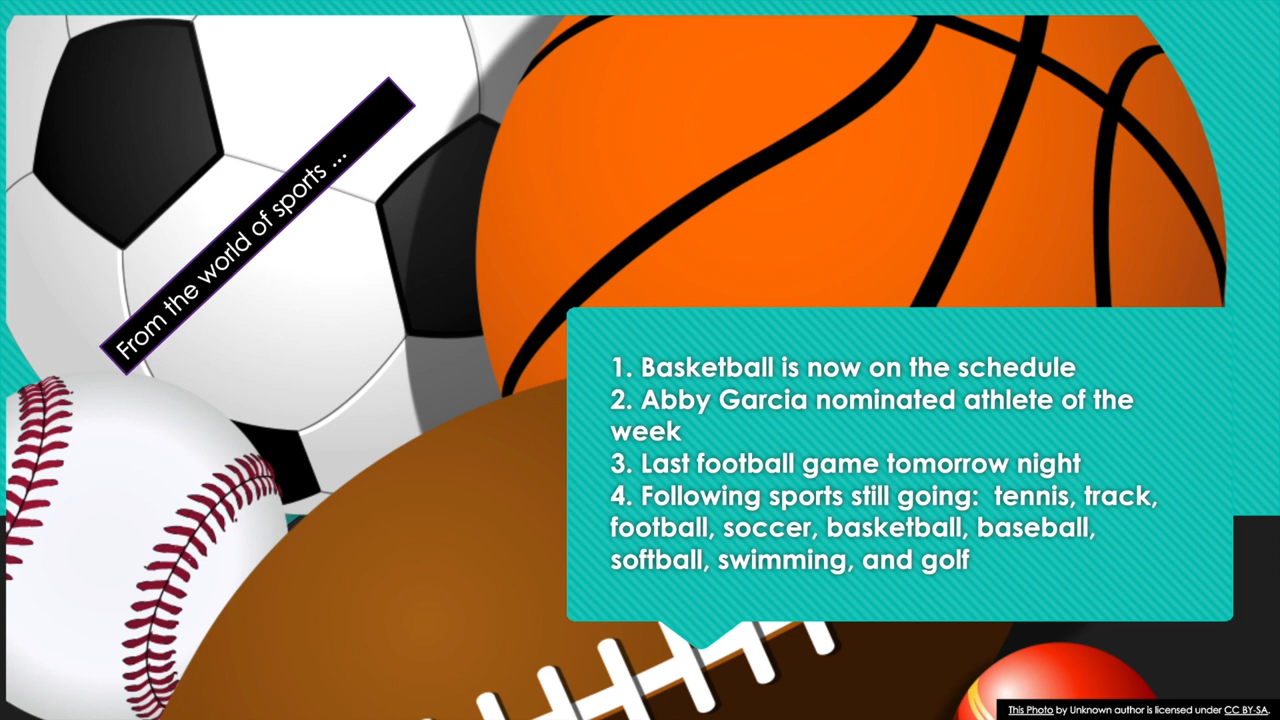 From the world of sports ...
1. Basketball is now on the schedule
2. Abby Garcia nominated athlete of the
week
3. Last football game tomorrow night
4. Following sports still going:  tennis, track,
football, soccer, basketball, baseball,
softball, swimming, and golf
This Photo by Unknown author is licensed under CC BY-SA.